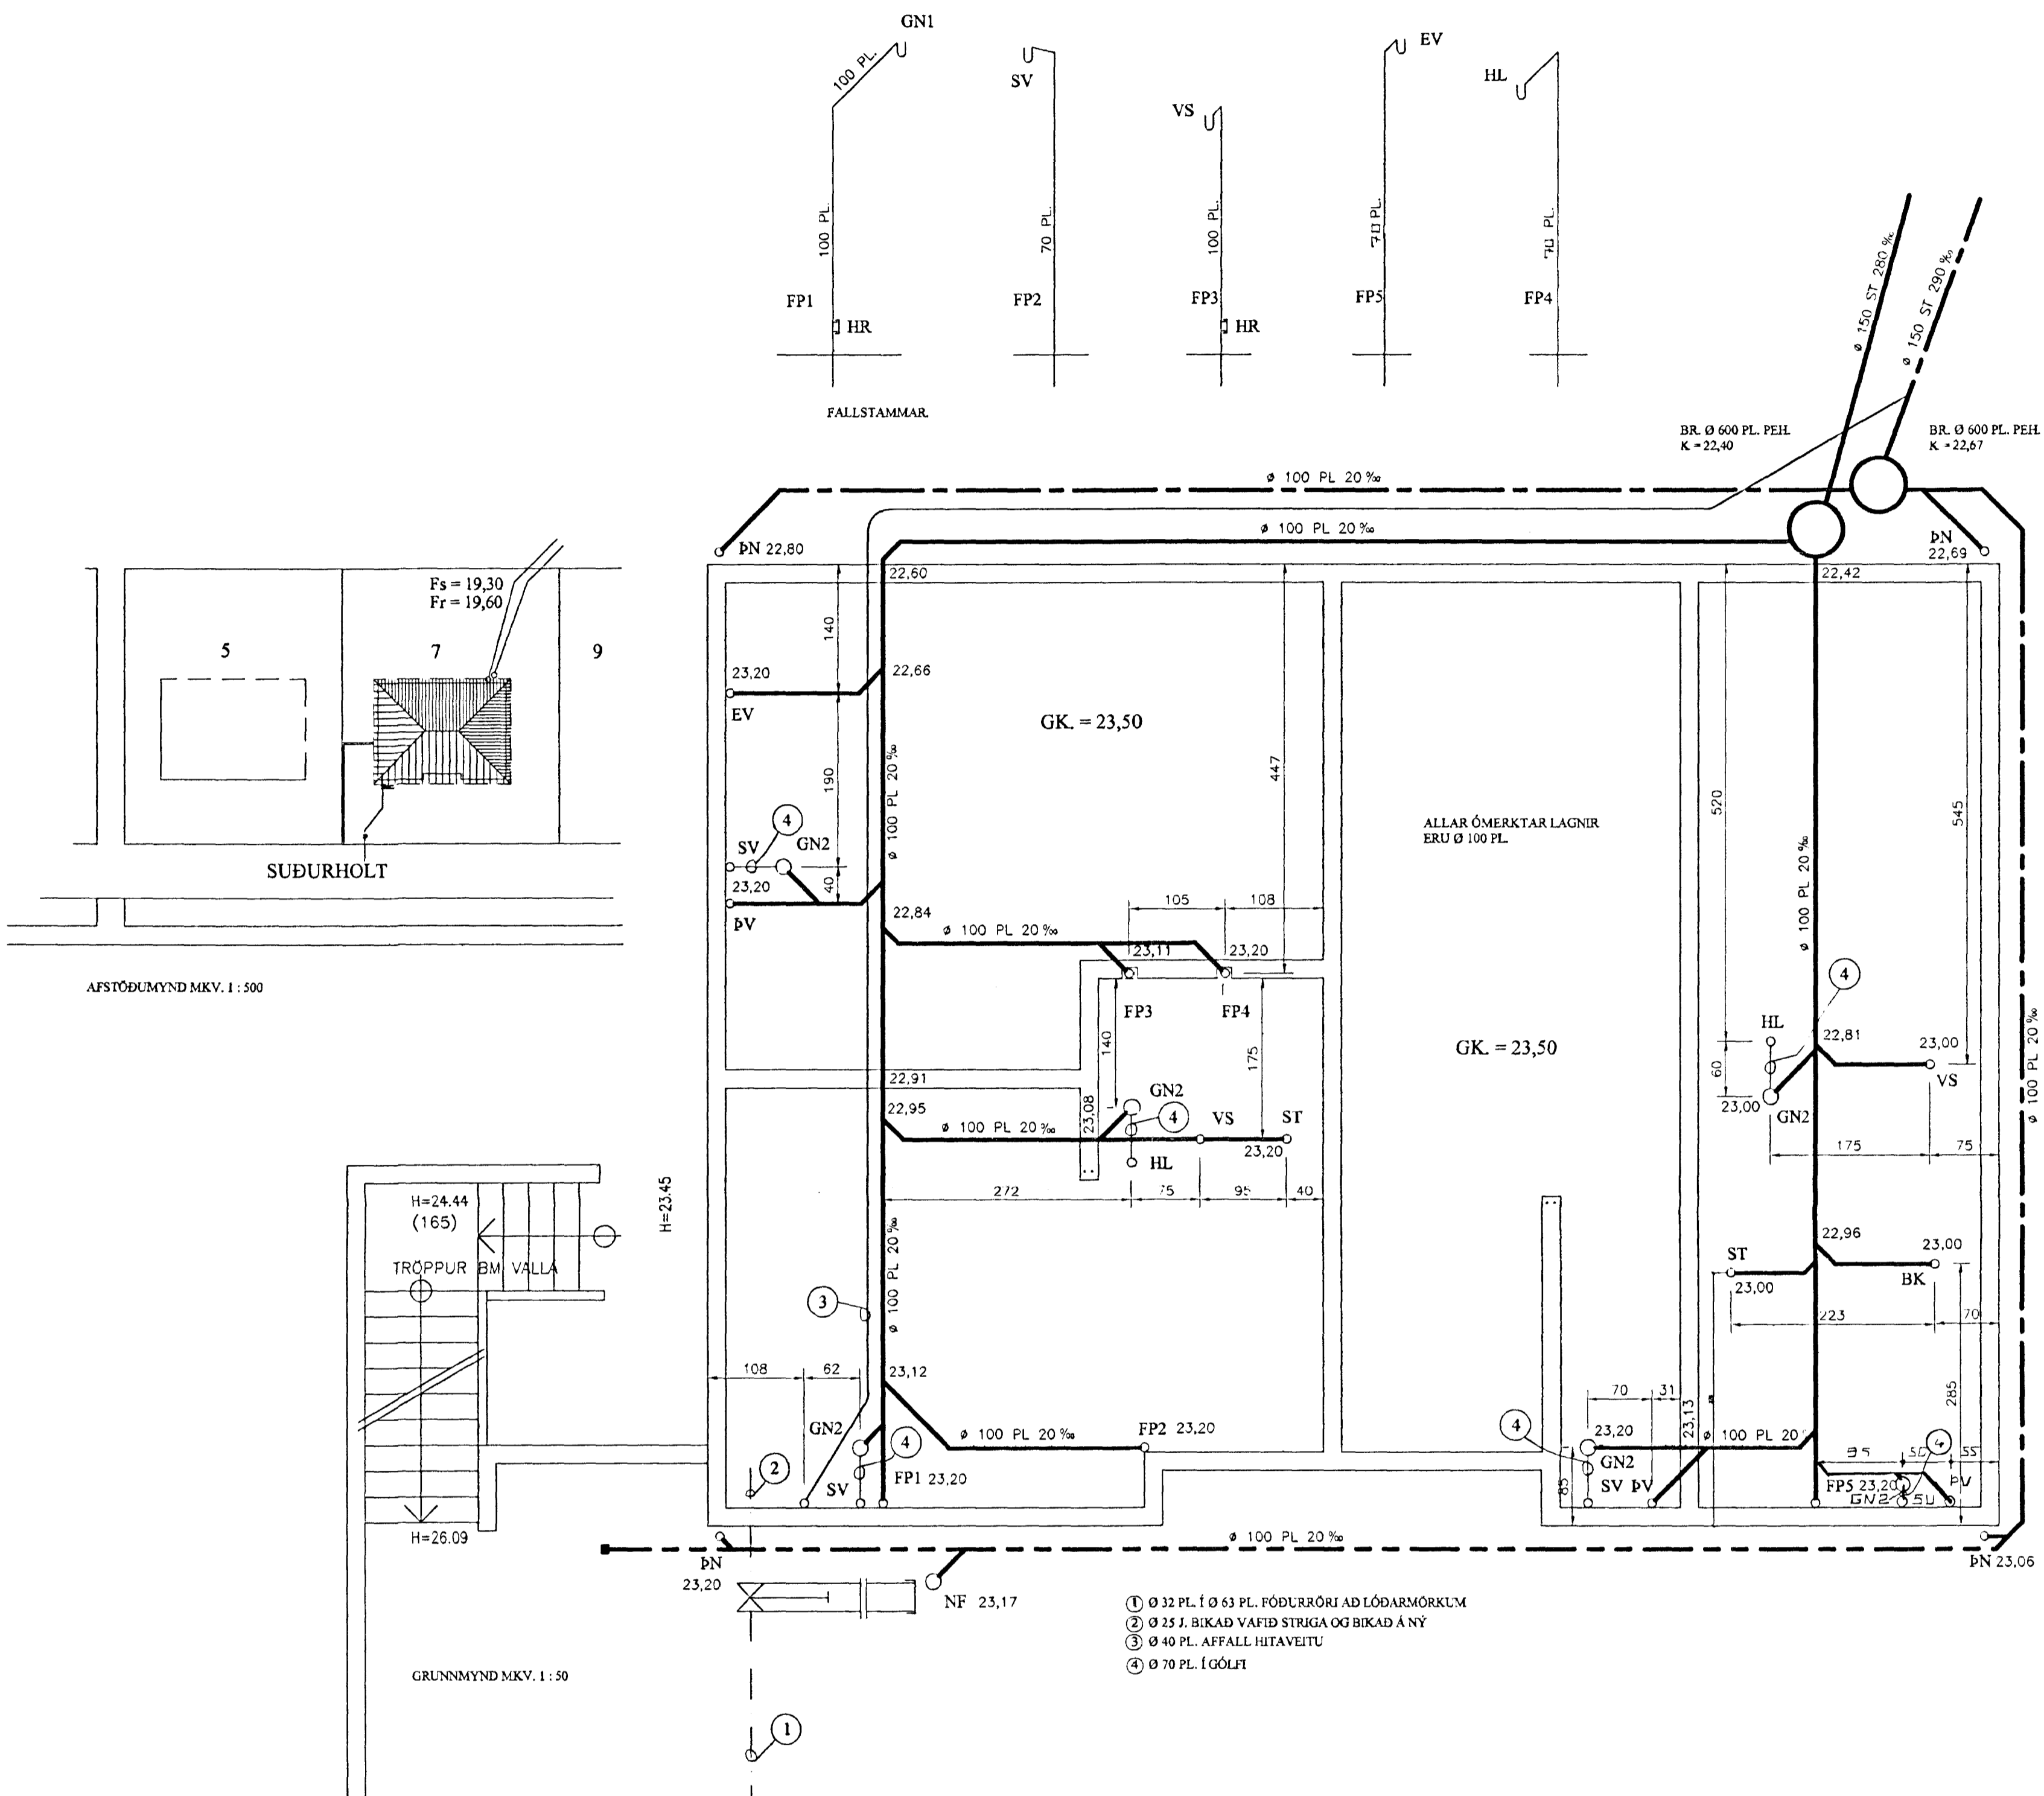 GN1
100 PL.
100 PL.
FP1
HR
SV
70 PL.
FP2
VS
100 PL.
FP3
HR
EV
70 PL.
FP5
HL
70 PL.
FP4
FALLSTAMMAR.
Ø 150 ST 280 ‰
Ø 150 ST 290 ‰
BR. Ø 600 PL. PEH.
K = 22,40
BR. Ø 600 PL. PEH.
K = 22,67
Ø 100 PL 20 ‰
Ø 100 PL 20 ‰
ÞN 22,80
ÞN
22,69
22,60
22,42
Fs = 19,30
Fr = 19,60
5
7
9
SUÐURHOLT
AFSTÖÐUMYND MKV. 1 : 500
140
23,20
22,66
EV
GK. = 23,50
190
Ø 100 PL 20 ‰
447
4
SV
GN2
23,20
40
ÞV
22,84
105
108
Ø 100 PL 20 ‰
23,11
23,20
FP3
FP4
140
175
22,91
22,95
23,08
GN2
4
VS
ST
Ø 100 PL 20 ‰
23,20
HL
272
75
95
40
ALLAR ÓMERKTAR LAGNIR
ERU Ø 100 PL.
GK. = 23,50
520
545
Ø 100 PL 20 ‰
4
HL
22,81
23,00
60
VS
23,00
GN2
175
75
Ø 100 PL 20 ‰
22,96
23,00
ST
BK
23,00
223
70
285
H=24.44
(165)
H=23.45
TRÖPPUR BM VALLÁ
H=26.09
3
Ø 100 PL 20 ‰
108
62
23,12
GN2
4
Ø 100 PL 20 ‰
FP2 23,20
2
SV
FP1 23,20
70
31
23,13
4
23,20
Ø 100 PL 20
GN2
85
SV ÞV
95
50
55
4
FP5 23,20
ÞV
GN2
SV
Ø 100 PL 20 ‰
ÞN
23,20
NF 23,17
ÞN 23,06
1 Ø 32 PL. Í Ø 63 PL. FÓÐURRÖRI AÐ LÓÐARMÖRKUM
2 Ø 25 J. BIKAÐ VAFIÐ STRIGA OG BIKAÐ Á NÝ
3 Ø 40 PL. AFFALL HITAVEITU
4 Ø 70 PL. Í GÓLFI
GRUNNMYND MKV. 1 : 50
1